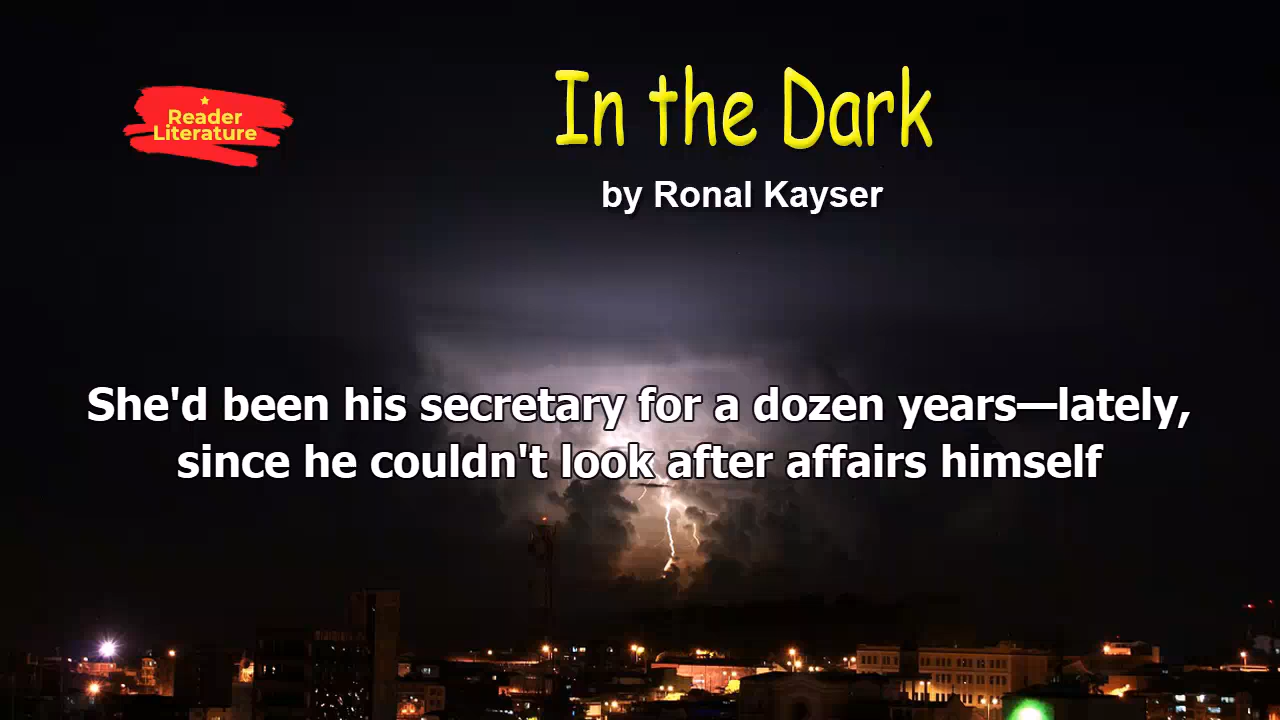 In the Dark
Reader
Literature
by Ronal Kayser
She'd been his secretary for a dozen years—lately,
since he couldn't look after affairs himself